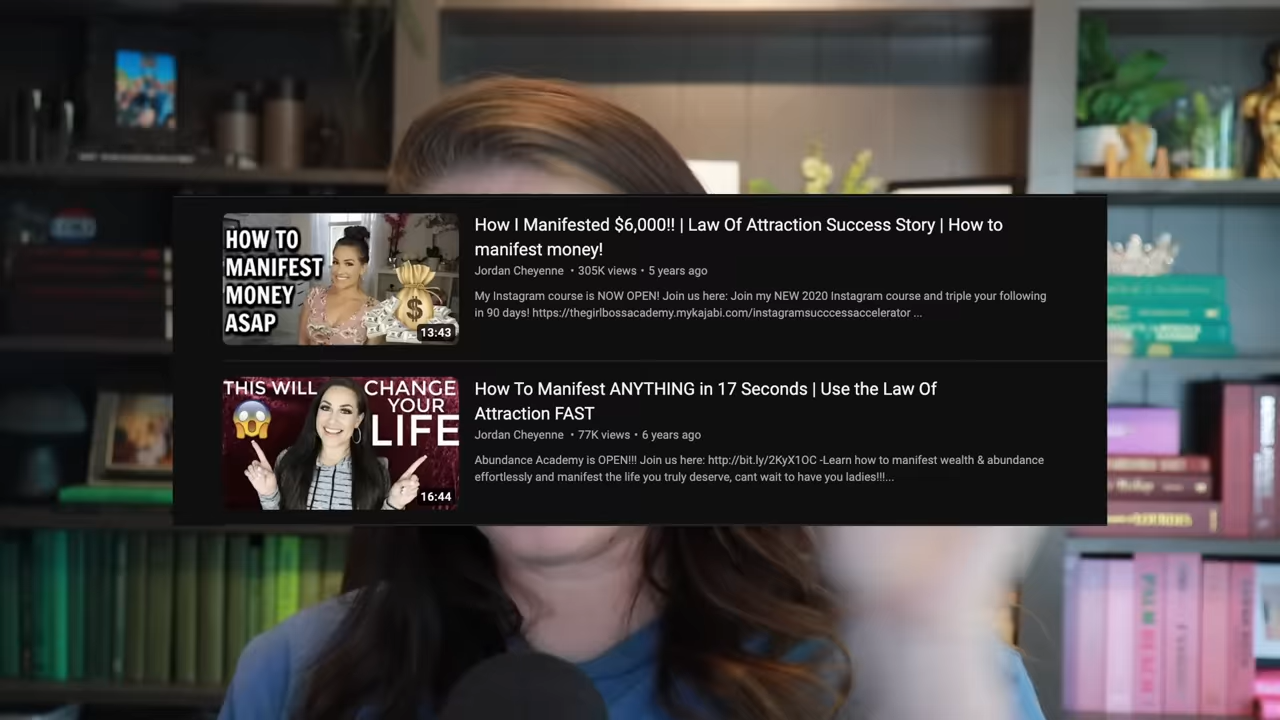 HOW TO
MANIFEST
MONEY
ASAP
13:43
How I Manifested $6,000!! | Law Of Attraction Success Story | How to
manifest money!
Jordan Cheyenne • 305K views • 5 years ago
My Instagram course is NOW OPEN! Join us here: Join my NEW 2020 Instagram course and triple your following
in 90 days! https://thegirlbossacademy.mykajabi.com/instagramsucccessaccelerator ...
THIS WILL
CHANGE
YOUR
LIFE
16:44
How To Manifest ANYTHING in 17 Seconds | Use the Law Of
Attraction FAST
Jordan Cheyenne • 77K views • 6 years ago
Abundance Academy is OPEN!!! Join us here: http://bit.ly/2KyX1OC -Learn how to manifest wealth & abundance
effortlessly and manifest the life you truly deserve, cant wait to have you ladies!!!...